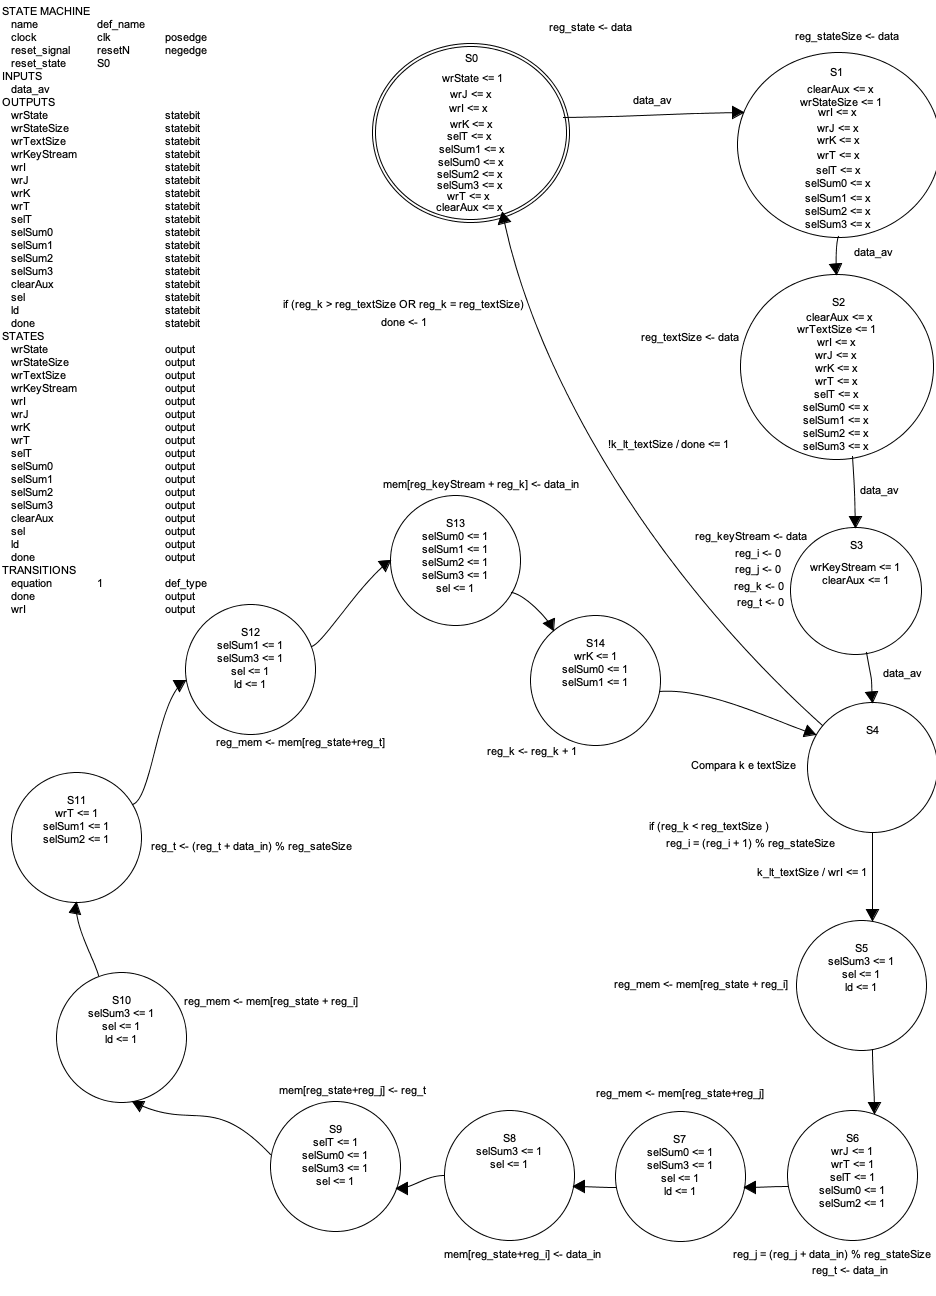 STATE MACHINE
name def_name
clock clk posedge
reset_signal resetN negedge
reset_state S0
INPUTS
data_av
OUTPUTS
wrState statebit
wrStateSize statebit
wrTextSize statebit
wrKeyStream statebit
wrI statebit
wrJ statebit
wrK statebit
wrT statebit
selT statebit
selSum0 statebit
selSum1 statebit
selSum2 statebit
selSum3 statebit
clearAux statebit
sel statebit
ld statebit
done statebit
STATES
wrState output
wrStateSize output
wrTextSize output
wrKeyStream output
wrI output
wrJ output
wrK output
wrT output
selT output
selSum0 output
selSum1 output
selSum2 output
selSum3 output
clearAux output
sel output
ld output
done output
TRANSITIONS
equation 1 def_type
done output
wrI output
reg_state <- data
S0
wrState <= 1
wrJ <= x
wrI <= x
wrK <= x
selT <= x
selSum1 <= x
selSum0 <= x
selSum2 <= x
selSum3 <= x
wrT <= x
clearAux <= x
data_av
reg_stateSize <- data
S1
clearAux <= x
wrStateSize <= 1
wrI <= x
wrJ <= x
wrK <= x
wrT <= x
selT <= x
selSum0 <= x
selSum1 <= x
selSum2 <= x
selSum3 <= x
data_av
reg_textSize <- data
S2
clearAux <= x
wrTextSize <= 1
wrI <= x
wrJ <= x
wrK <= x
wrT <= x
selT <= x
selSum0 <= x
selSum1 <= x
selSum2 <= x
selSum3 <= x
data_av
reg_keyStream <- data
reg_i <- 0
reg_j <- 0
reg_k <- 0
reg_t <- 0
S3
wrKeyStream <= 1
clearAux <= 1
data_av
S4
Compara k e textSize
if (reg_k > reg_textSize OR reg_k = reg_textSize)
done <- 1
!k_lt_textSize / done <= 1
if (reg_k < reg_textSize )
reg_i = (reg_i + 1) % reg_stateSize
k_lt_textSize / wrI <= 1
S5
selSum3 <= 1
sel <= 1
ld <= 1
reg_mem <- mem[reg_state + reg_i]
S6
wrJ <= 1
wrT <= 1
selT <= 1
selSum0 <= 1
selSum2 <= 1
reg_j = (reg_j + data_in) % reg_stateSize
reg_t <- data_in
reg_mem <- mem[reg_state+reg_j]
S7
selSum0 <= 1
selSum3 <= 1
sel <= 1
ld <= 1
S8
selSum3 <= 1
sel <= 1
mem[reg_state+reg_i] <- data_in
mem[reg_state+reg_j] <- reg_t
S9
selT <= 1
selSum0 <= 1
selSum3 <= 1
sel <= 1
S10
selSum3 <= 1
sel <= 1
ld <= 1
reg_mem <- mem[reg_state + reg_i]
S11
wrT <= 1
selSum1 <= 1
selSum2 <= 1
reg_t <- (reg_t + data_in) % reg_sateSize
S12
selSum1 <= 1
selSum3 <= 1
sel <= 1
ld <= 1
reg_mem <- mem[reg_state+reg_t]
mem[reg_keyStream + reg_k] <- data_in
S13
selSum0 <= 1
selSum1 <= 1
selSum2 <= 1
selSum3 <= 1
sel <= 1
S14
wrK <= 1
selSum0 <= 1
selSum1 <= 1
reg_k <- reg_k + 1